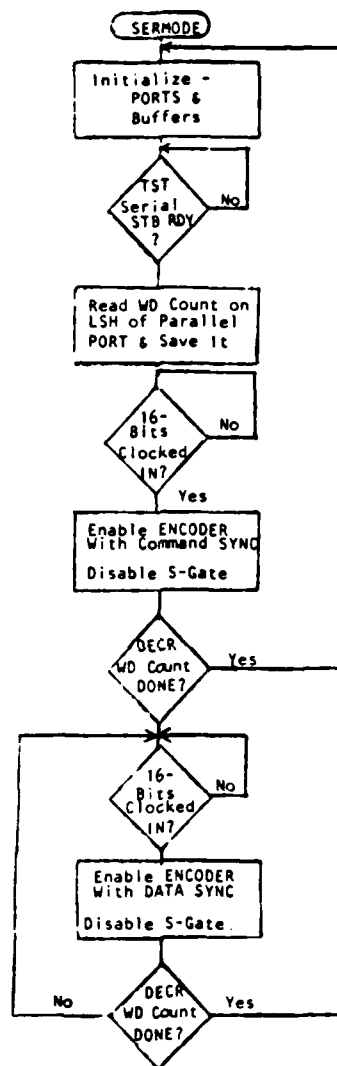 SERMODE
Initialize -
PORTS &
Buffers
TST
Serial
STB RDY
?
No
Read WD Count on
LSH of Parallel
PORT & Save It
16-
Bits
Clocked
IN?
No
Yes
Enable ENCODER
With Command SYNC
Disable S-Gate
DECR
WD Count
DONE?
Yes
16-
Bits
Clocked
IN?
No
Enable ENCODER
With DATA SYNC
Disable S-Gate
DECR
WD Count
DONE?
No
Yes